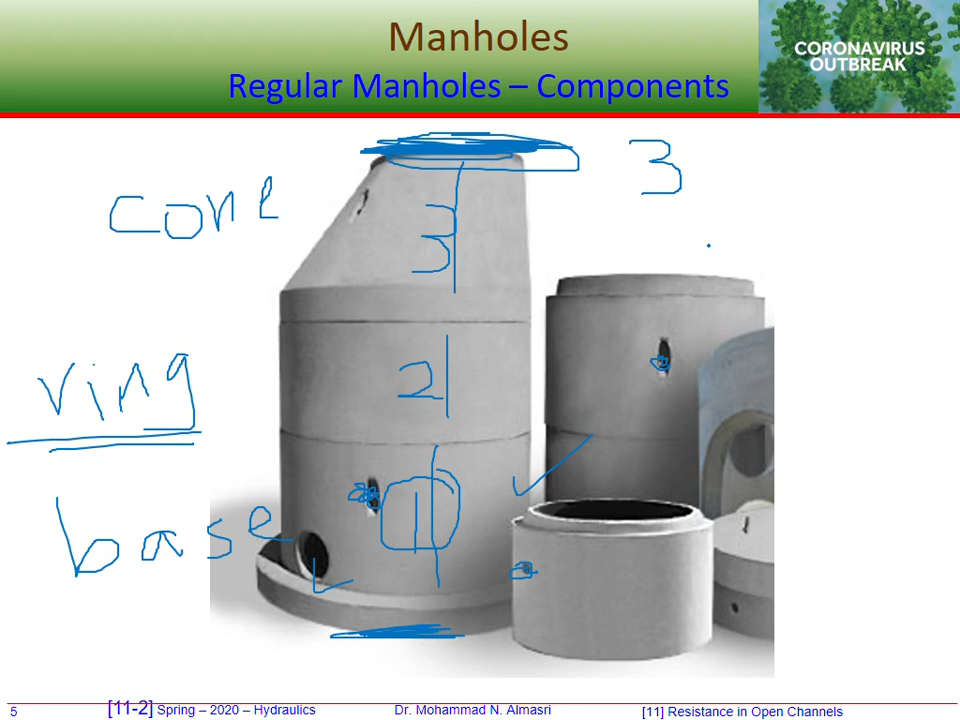 Manholes
Regular Manholes – Components
CORONAVIRUS
OUTBREAK
3
cone
3
2
ring
1
base
5 [11-2] Spring – 2020 – Hydraulics Dr. Mohammad N. Almasri [11] Resistance in Open Channels